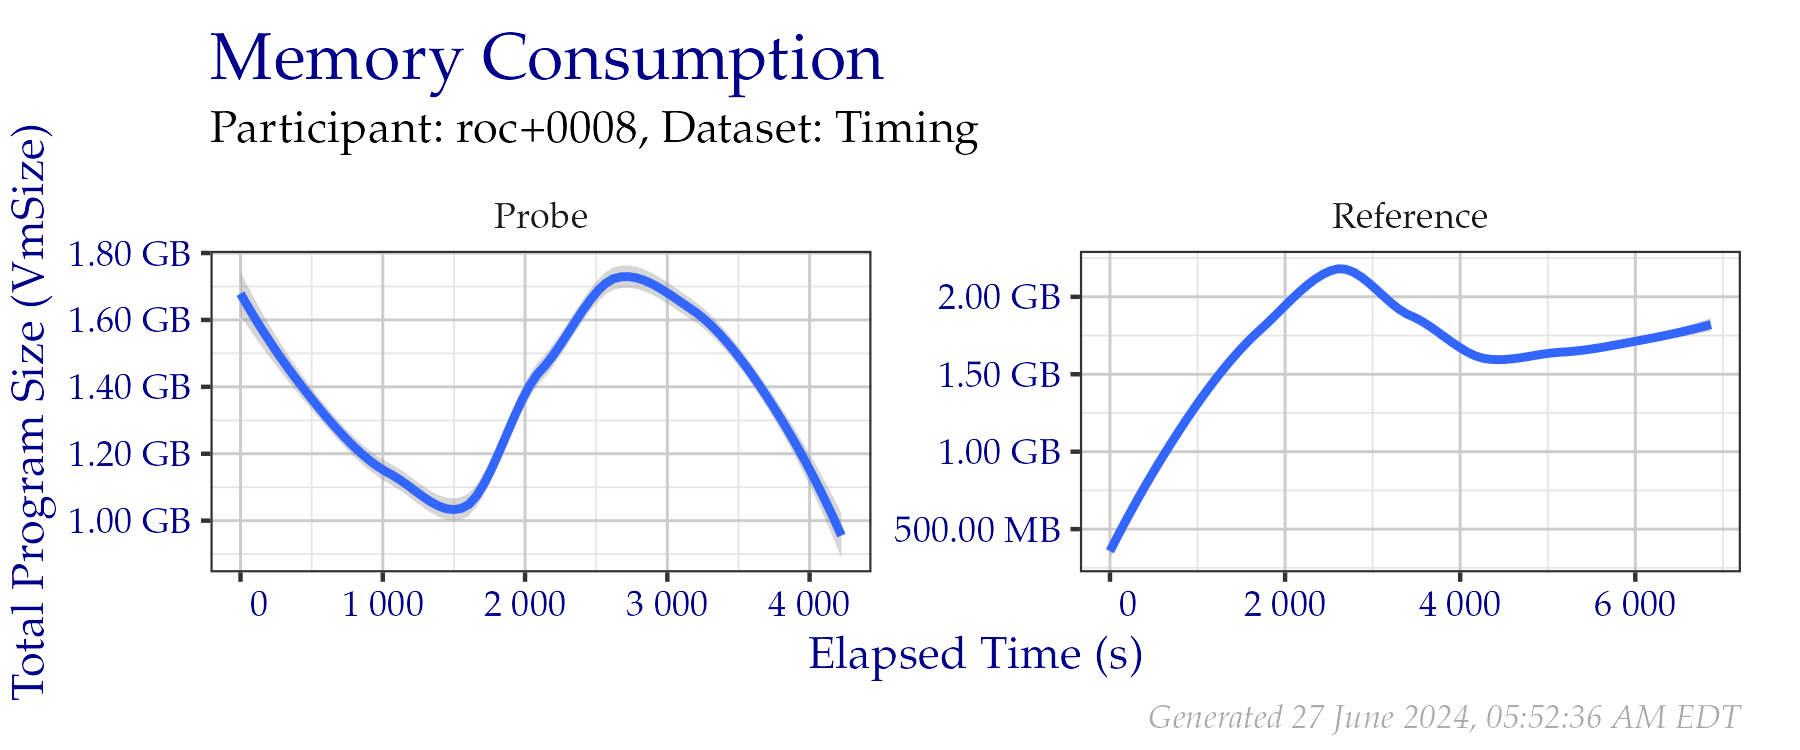 Memory Consumption
Participant: roc+0008, Dataset: Timing
Total Program Size (VmSize)
Probe
1.80 GB
1.60 GB
1.40 GB
1.20 GB
1.00 GB
0 1 000 2 000 3 000 4 000
Reference
2.00 GB
1.50 GB
1.00 GB
500.00 MB
0 2 000 4 000 6 000
Elapsed Time (s)
Generated 27 June 2024, 05:52:36 AM EDT